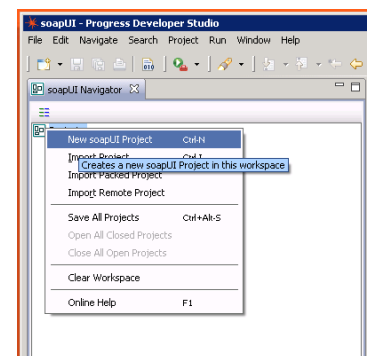 soapUI - Progress Developer Studio
File Edit Navigate Search Project Run Window Help
soapUI Navigator
New soapUI Project Ctrl-N
Import Project
Creates a new soapUI Project in this workspace
Import Packed Project
Import Remote Project
Save All Projects Ctrl+Alt-S
Open All Closed Projects
Close All Open Projects
Clear Workspace
Online Help F1